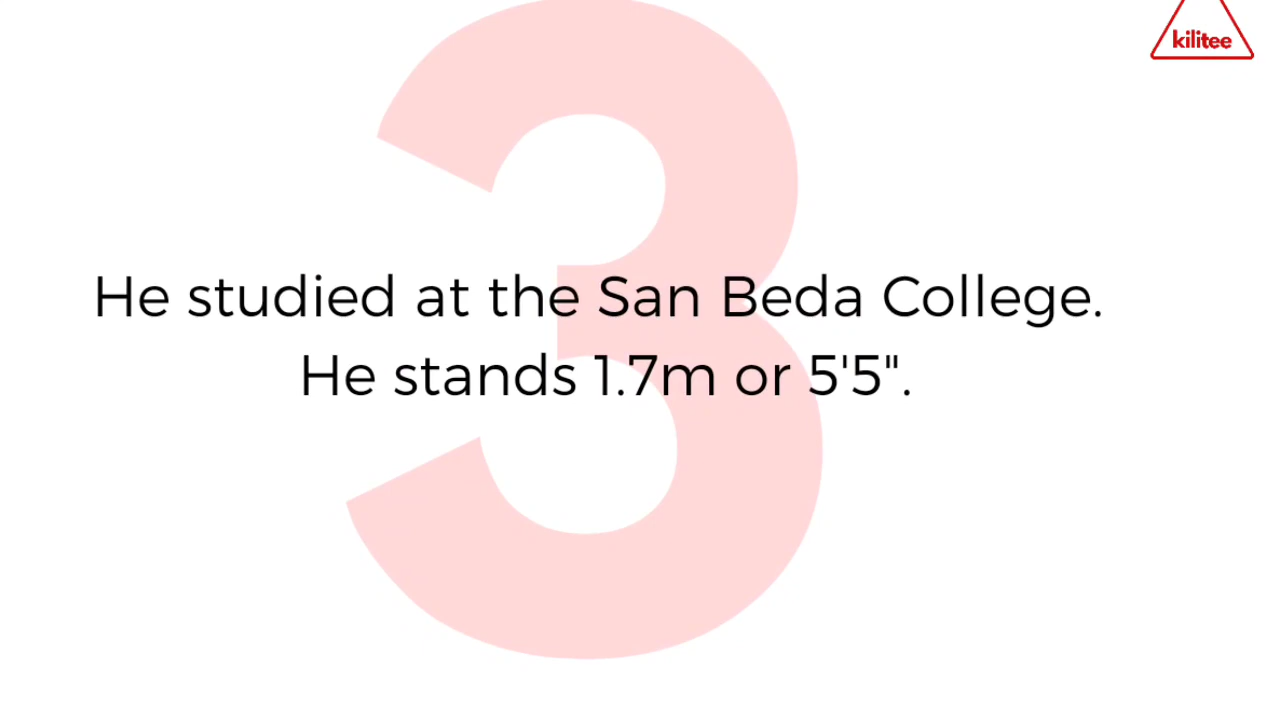 3
kilitee
He studied at the San Beda College.
He stands 1.7m or 5'5".